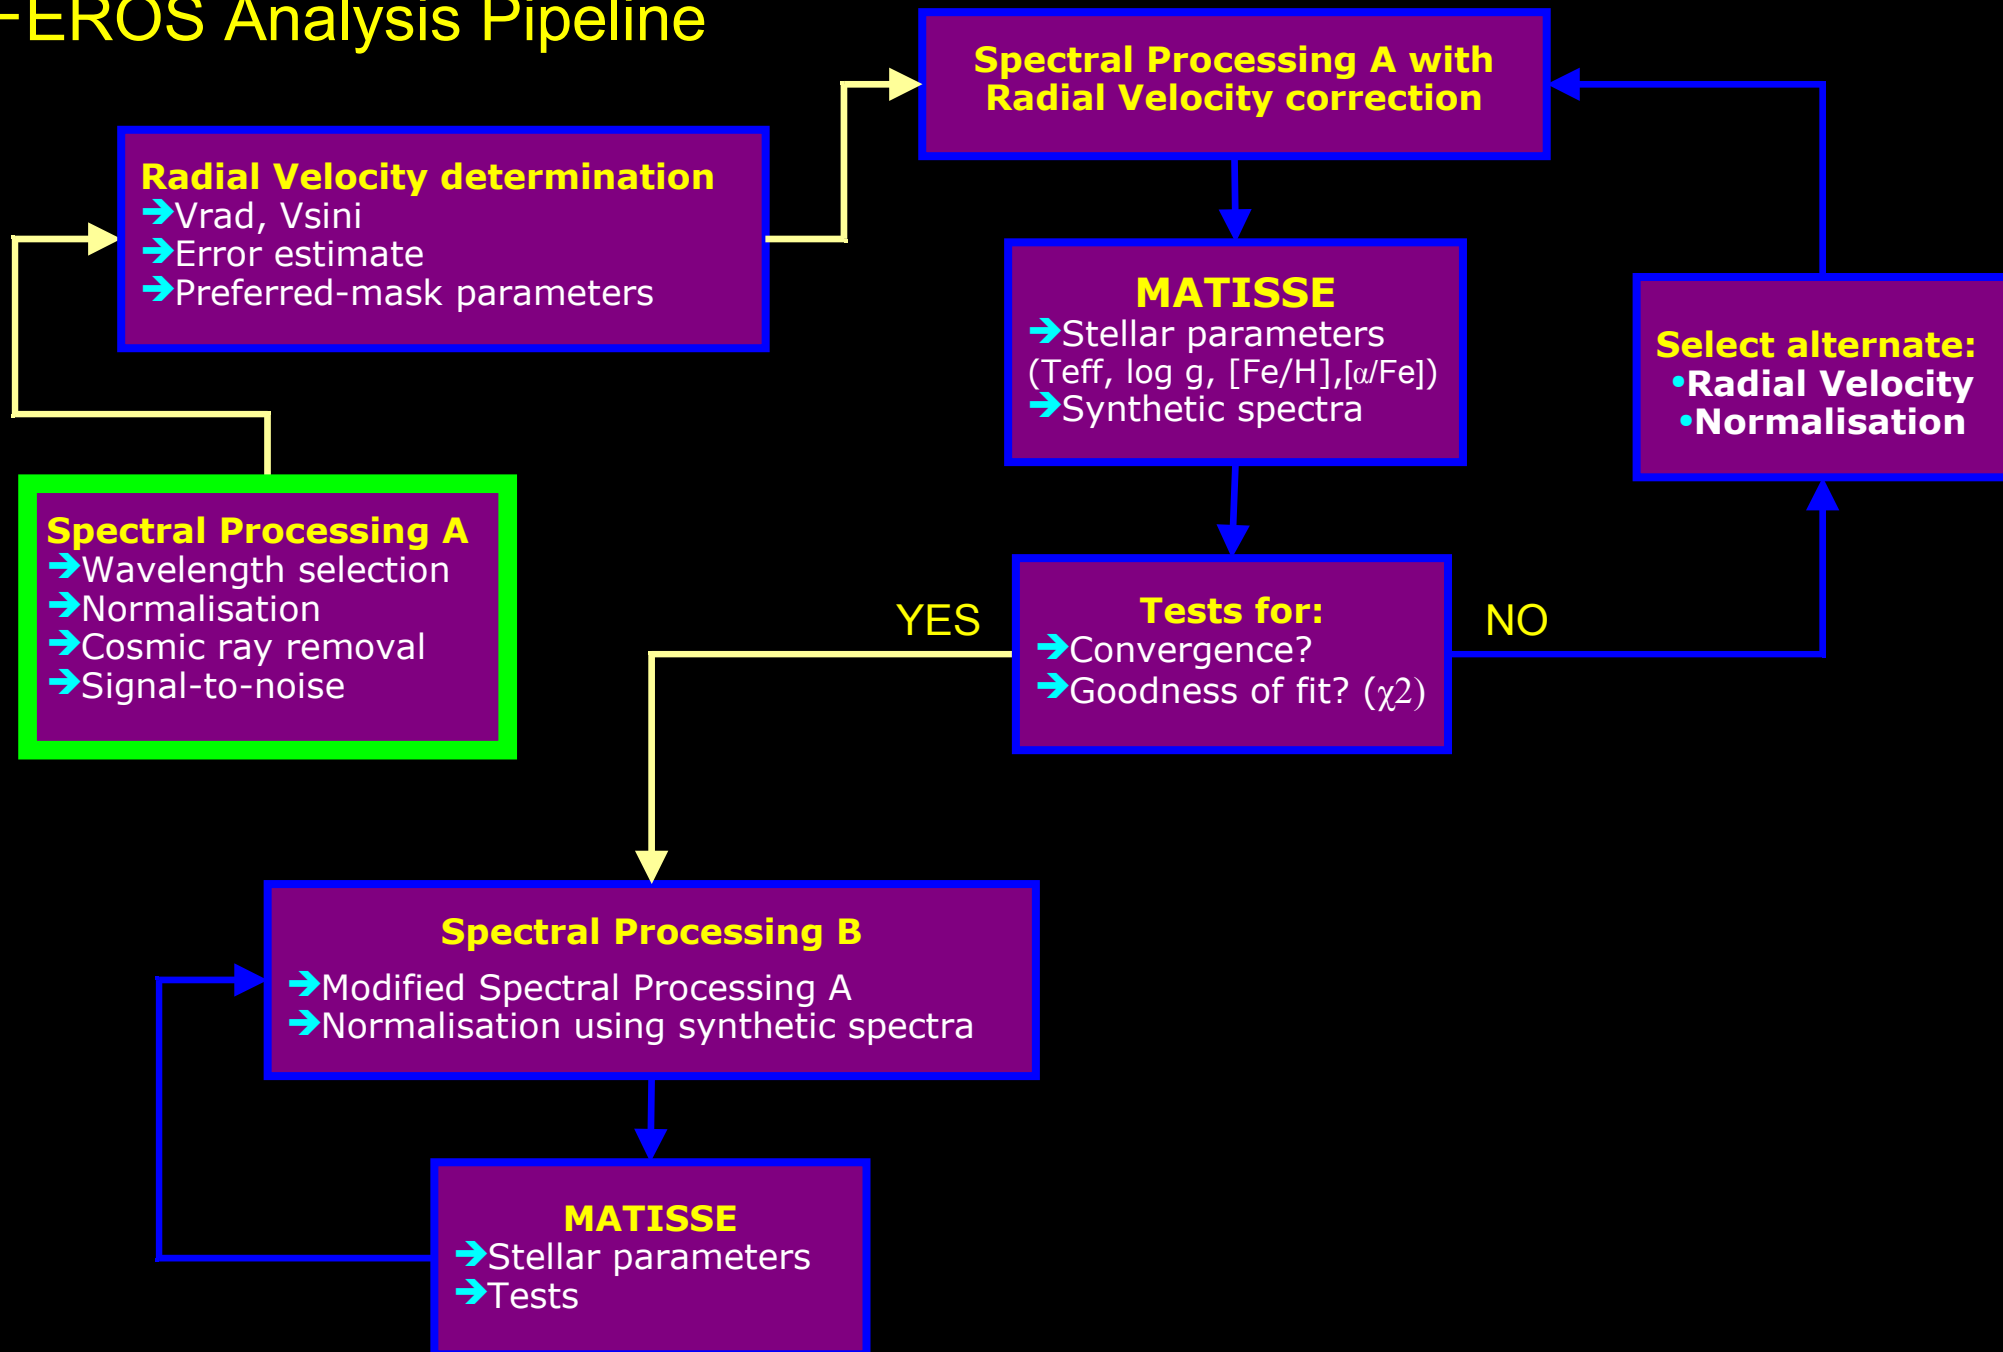 FEROS Analysis Pipeline
Spectral Processing A with
Radial Velocity correction
Radial Velocity determination
➔Vrad, Vsini
➔Error estimate
➔Preferred-mask parameters
MATISSE
➔Stellar parameters
(Teff, log g, [Fe/H],[α/Fe])
➔Synthetic spectra
Select alternate:
•Radial Velocity
•Normalisation
Spectral Processing A
➔Wavelength selection
➔Normalisation
➔Cosmic ray removal
➔Signal-to-noise
YES
Tests for:
➔Convergence?
➔Goodness of fit? (χ2)
NO
Spectral Processing B
➔Modified Spectral Processing A
➔Normalisation using synthetic spectra
MATISSE
➔Stellar parameters
➔Tests